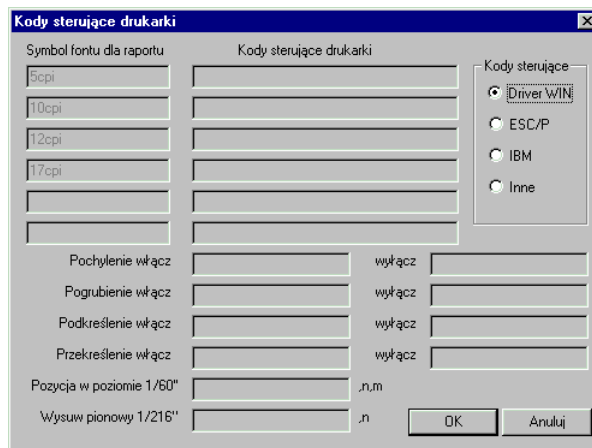 Kody sterujące drukarki
Symbol fontu dla raportu Kody sterujące drukarki
Kody sterujące
5cpi
Driver WIN
10cpi
ESC/P
12cpi
IBM
17cpi
Inne
Pochylenie włącz wyłącz
Pogrubienie włącz wyłącz
Podkreślenie włącz wyłącz
Przekreślenie włącz wyłącz
Pozycja w poziomie 1/60" ,n,m
Wysuw pionowy 1/216" ,n
OK Anuluj